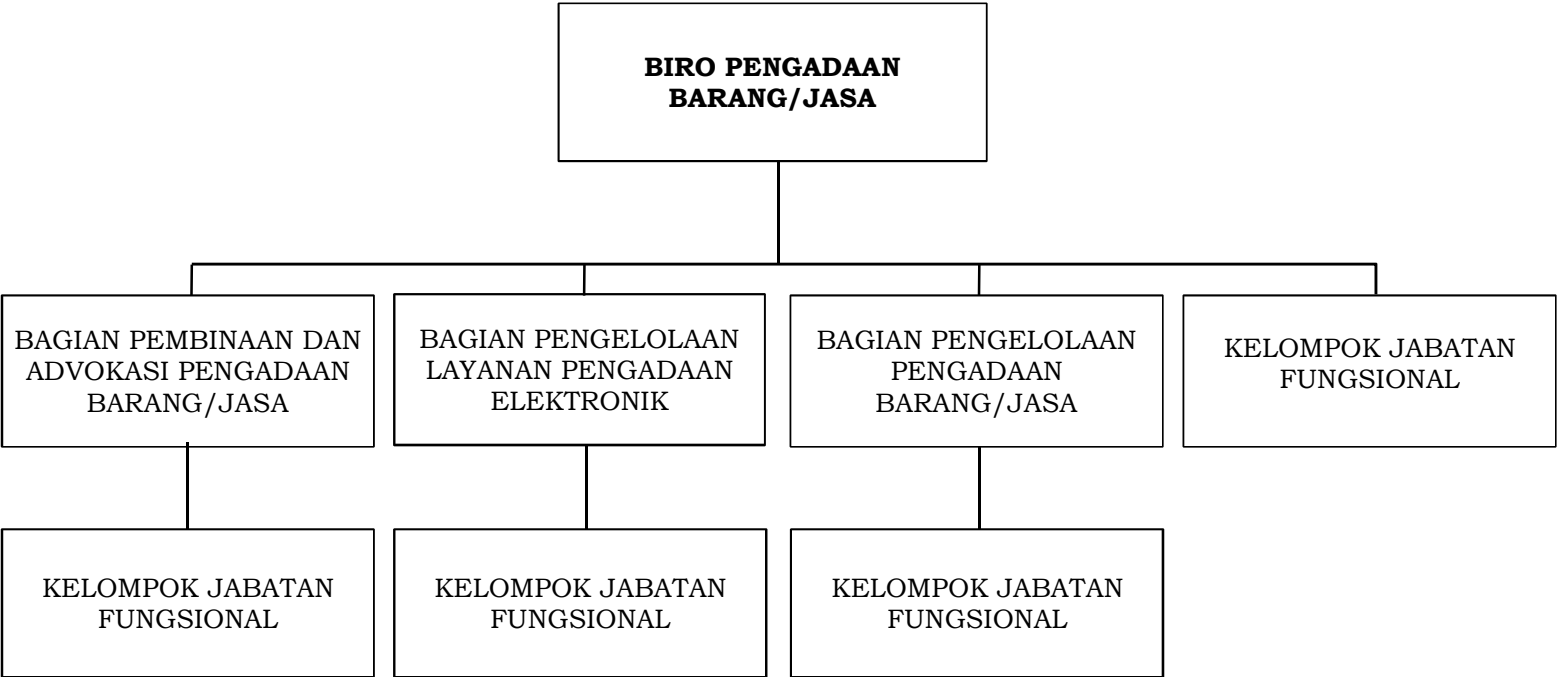 BIRO PENGADAAN
BARANG/JASA
BAGIAN PEMBINAAN DAN
ADVOKASI PENGADAAN
BARANG/JASA
BAGIAN PENGELOLAAN
LAYANAN PENGADAAN
ELEKTRONIK
BAGIAN PENGELOLAAN
PENGADAAN
BARANG/JASA
KELOMPOK JABATAN
FUNGSIONAL
KELOMPOK JABATAN
FUNGSIONAL
KELOMPOK JABATAN
FUNGSIONAL
KELOMPOK JABATAN
FUNGSIONAL